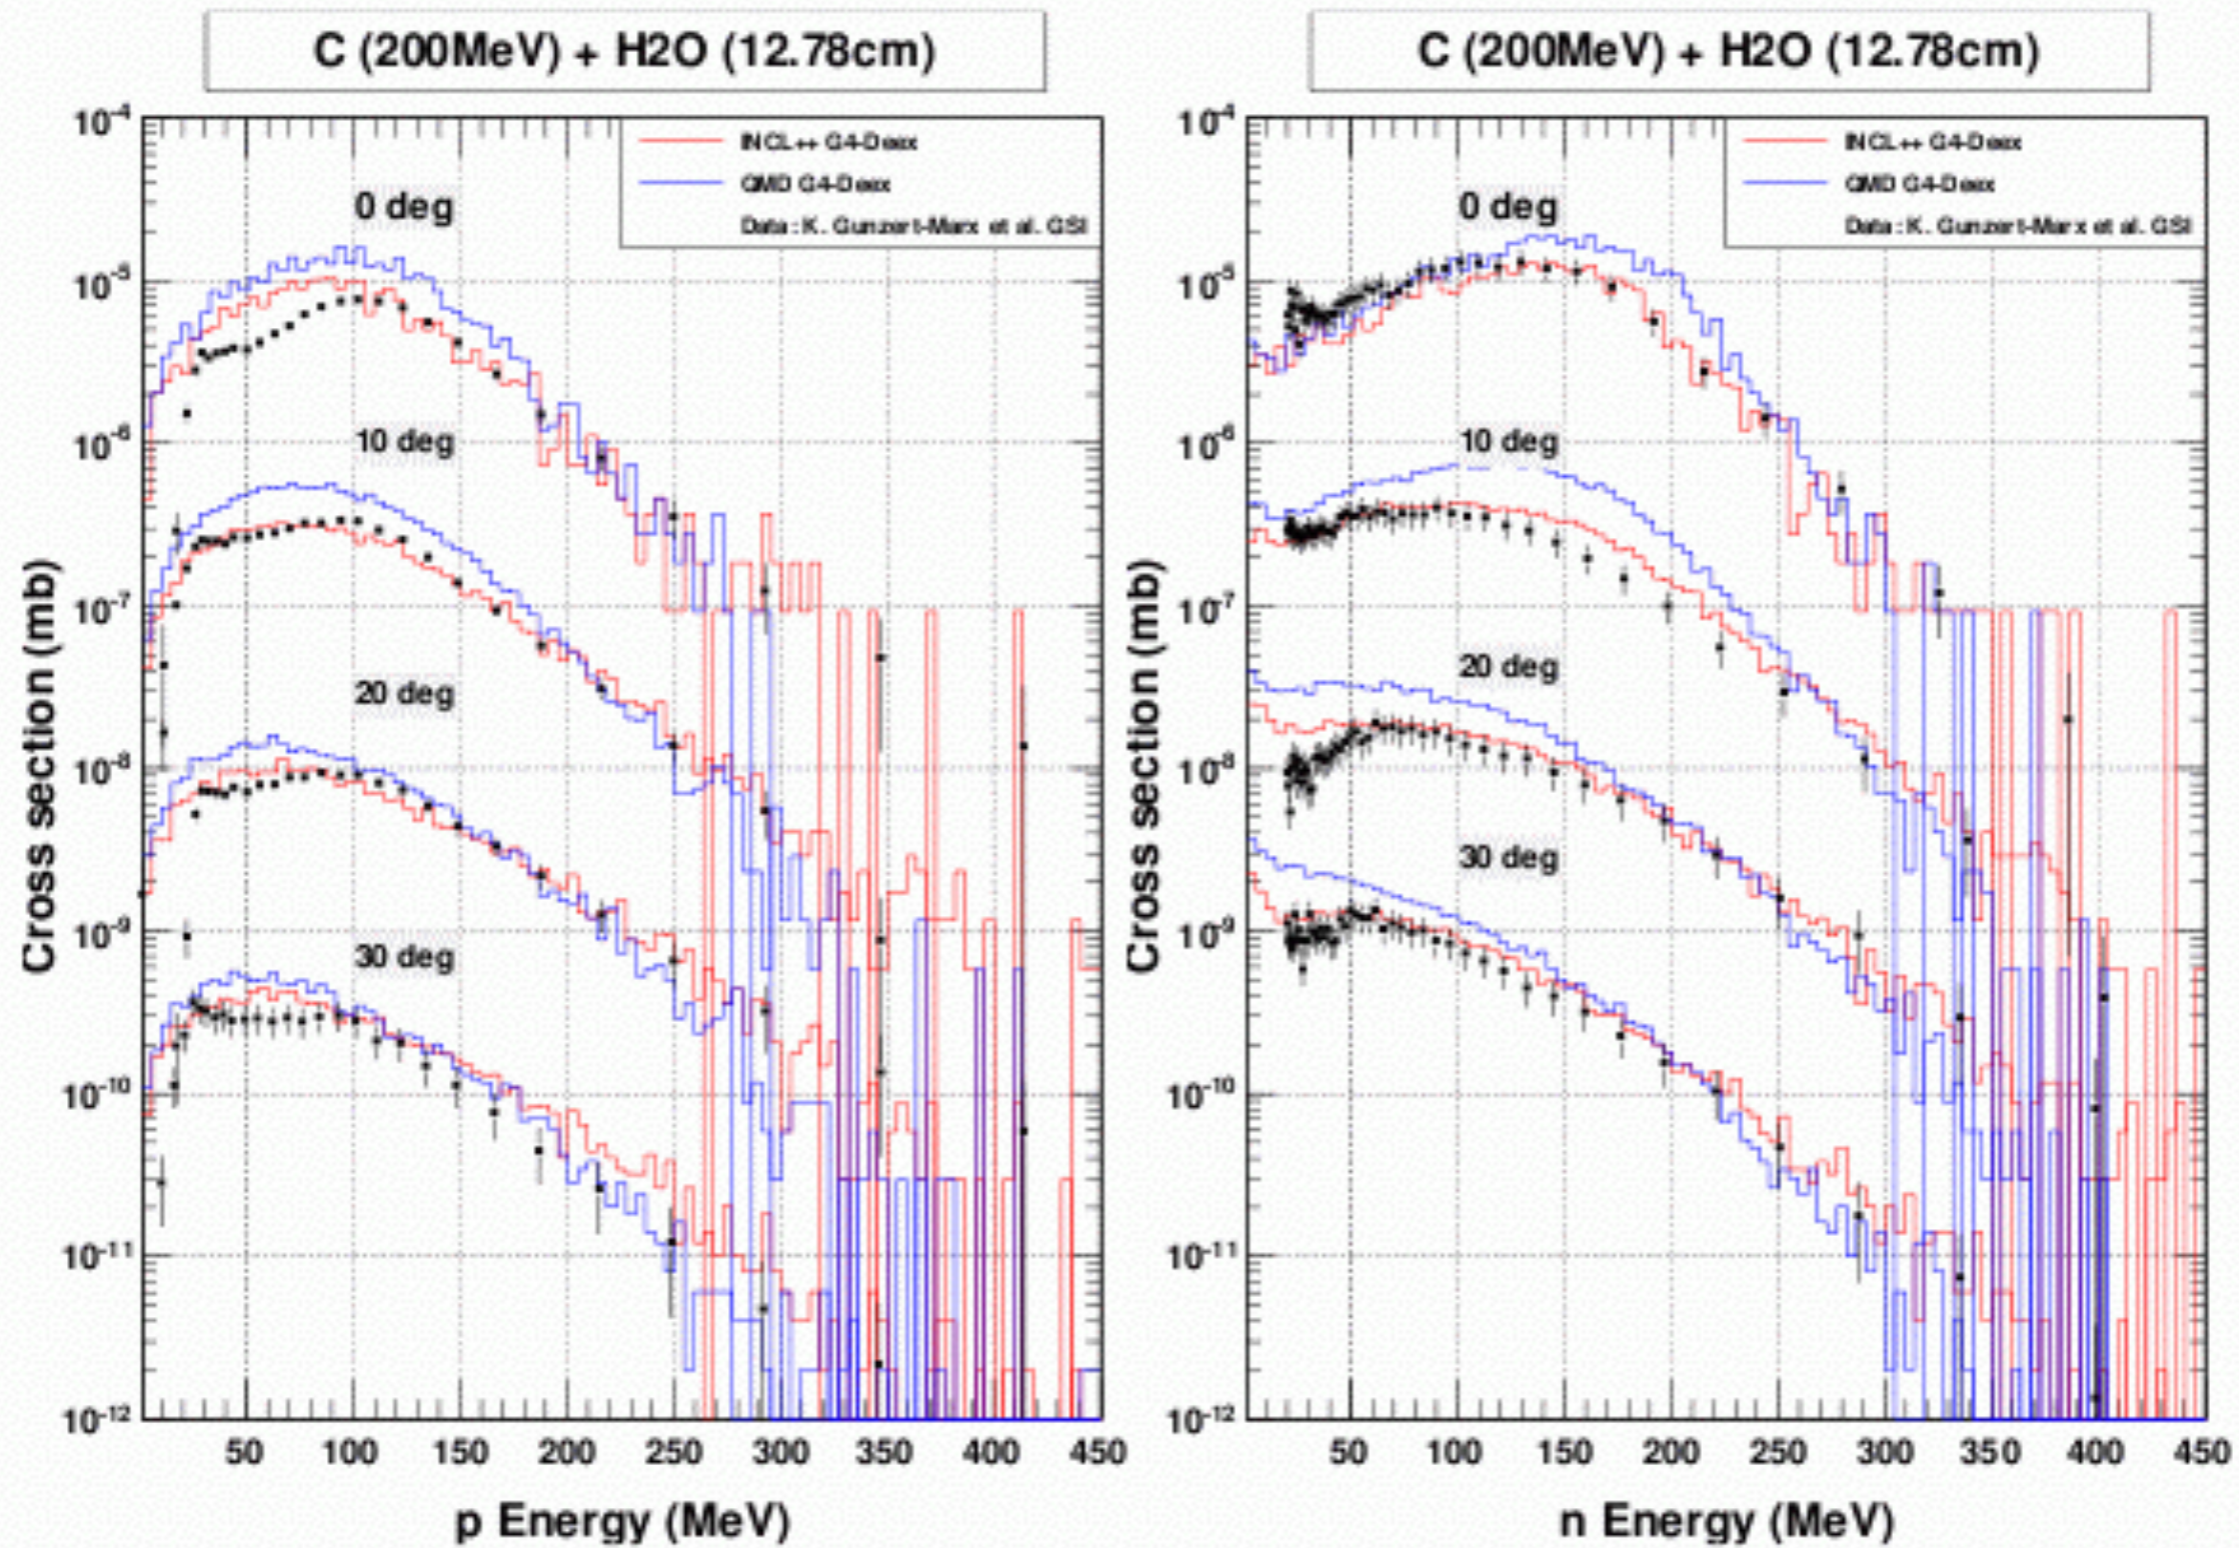 C (200MeV) + H2O (12.78cm)
10-4
10-5
10-6
10-7
10-8
10-9
10-10
10-11
10-12
Cross section (mb)
INCL++ G4-Deex
QMD G4-Deex
Data : K. Gunzert-Marx et al. GSI
0 deg
10 deg
20 deg
30 deg
50 100 150 200 250 300 350 400 450
p Energy (MeV)
C (200MeV) + H2O (12.78cm)
10-4
10-5
10-6
10-7
10-8
10-9
10-10
10-11
10-12
Cross section (mb)
INCL++ G4-Deex
QMD G4-Deex
Data : K. Gunzert-Marx et al. GSI
0 deg
10 deg
20 deg
30 deg
50 100 150 200 250 300 350 400 450
n Energy (MeV)